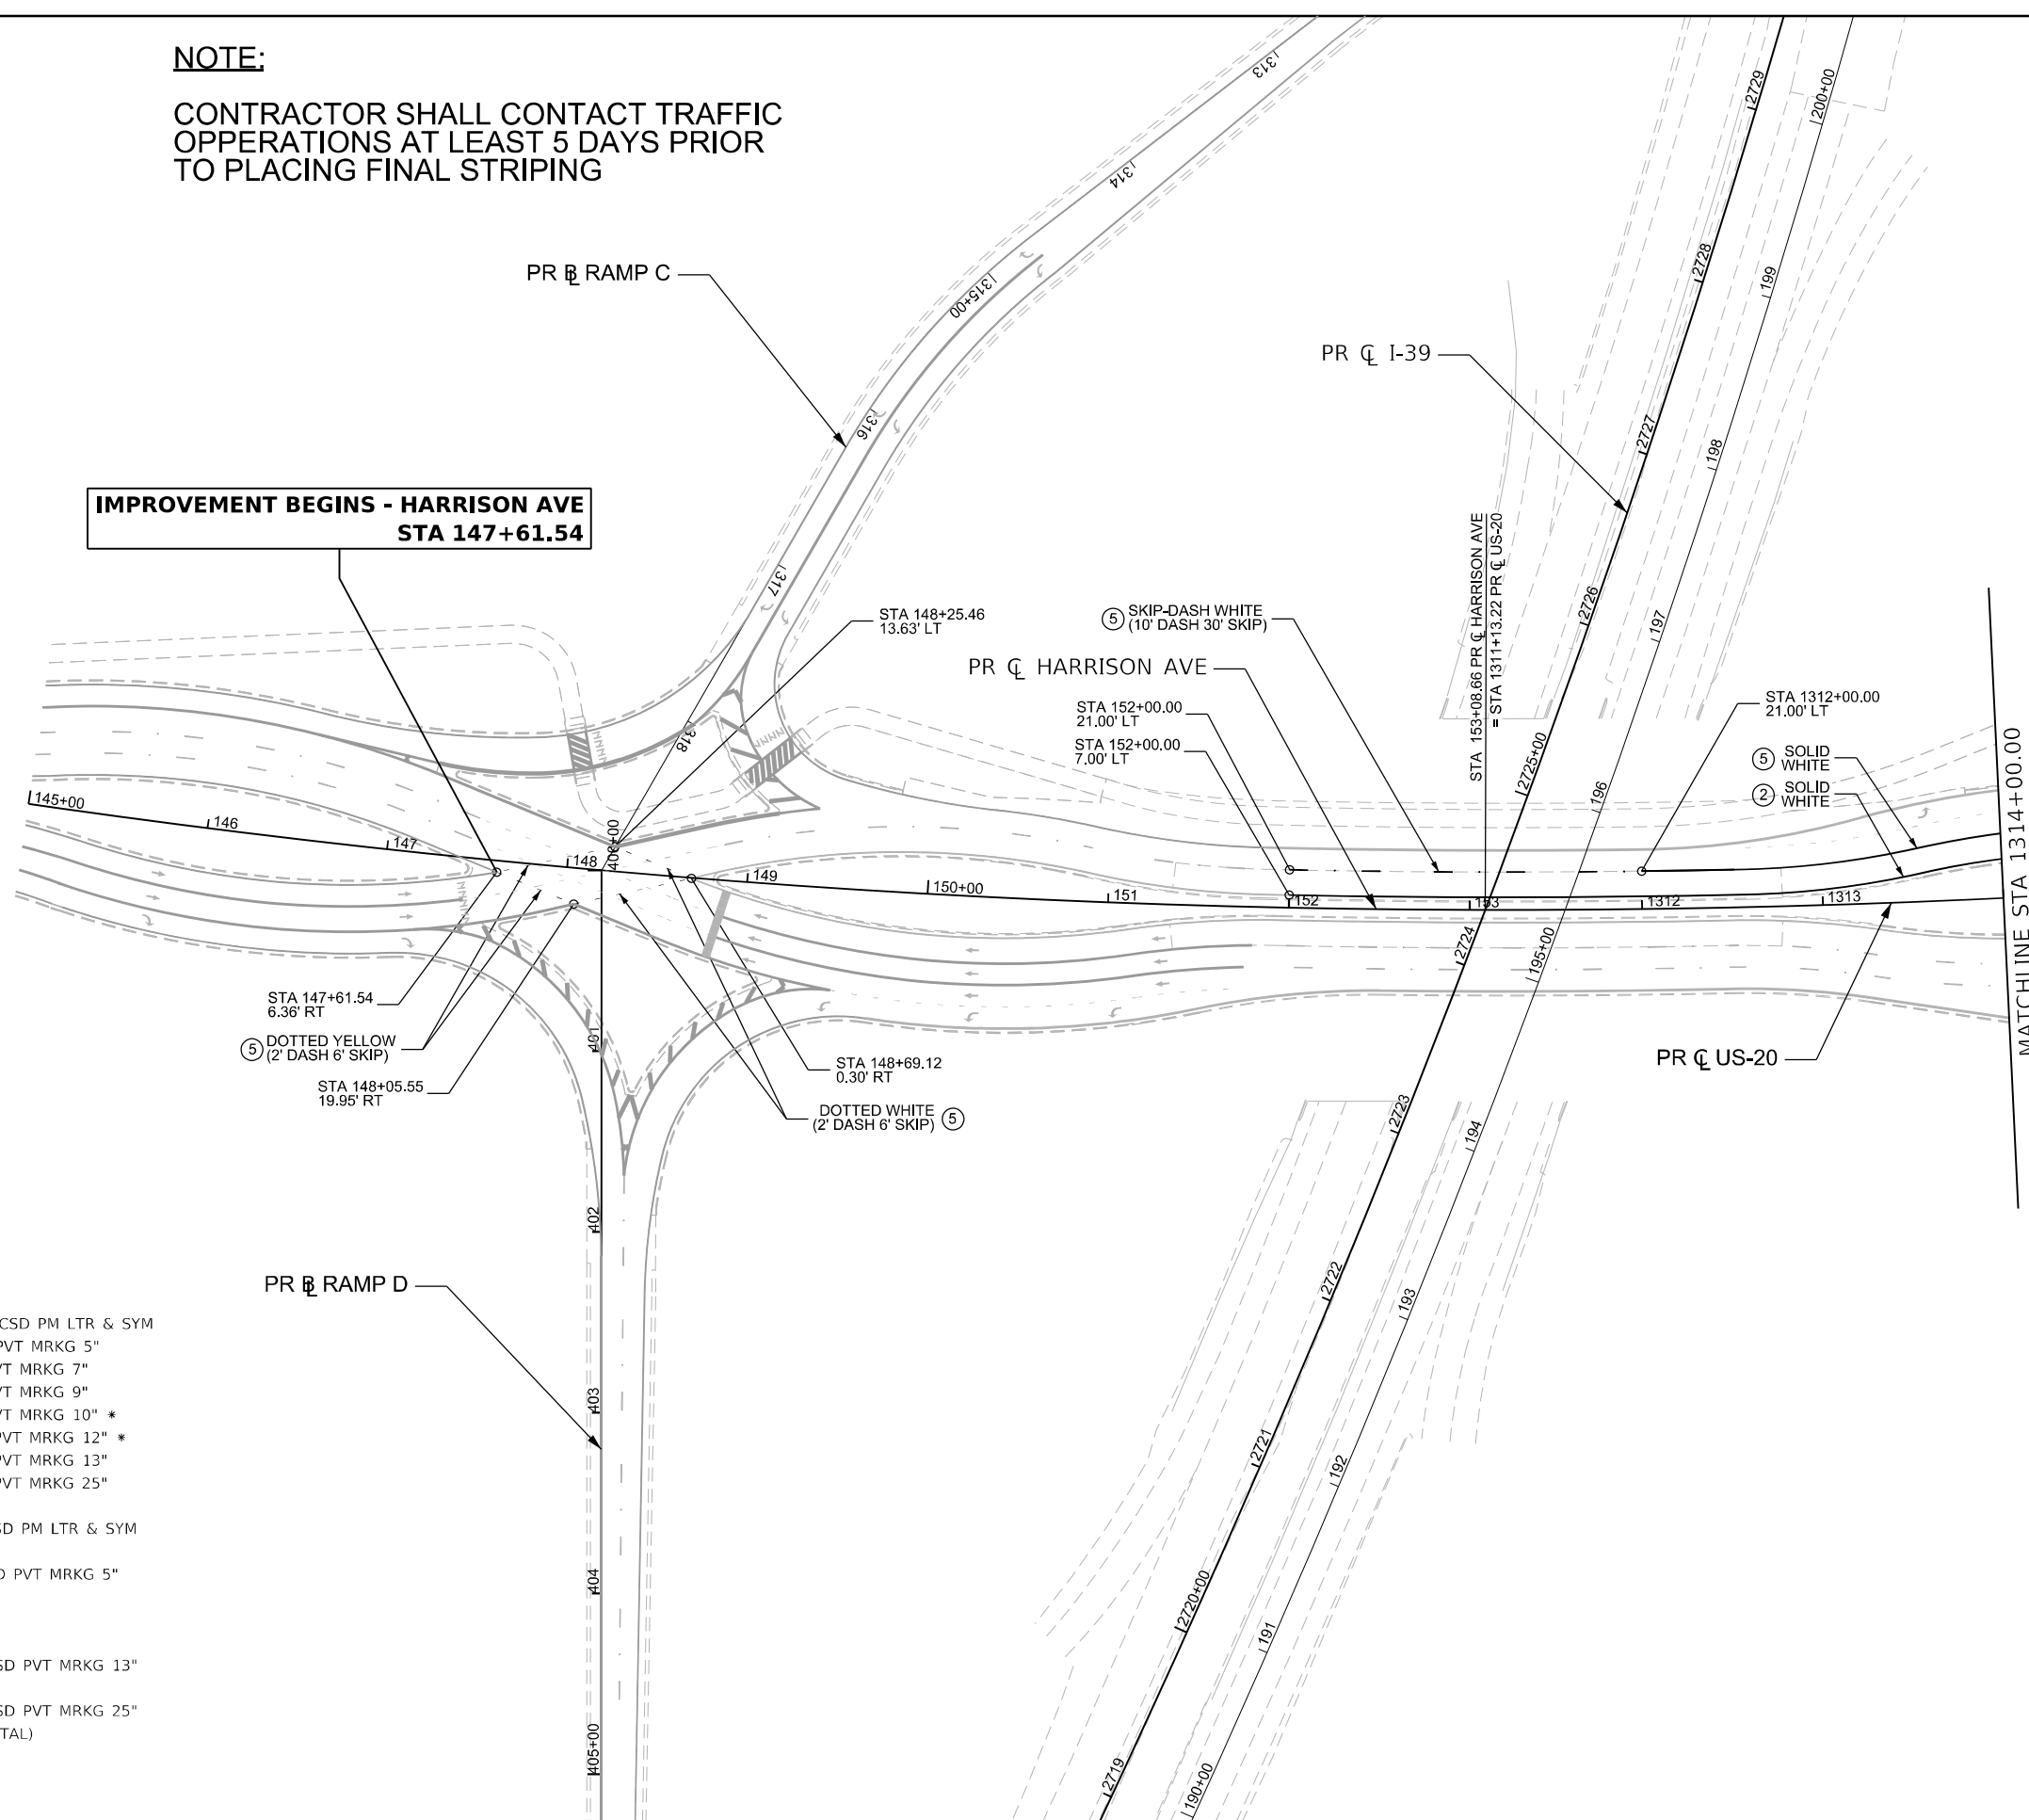 NOTE:
CONTRACTOR SHALL CONTACT TRAFFIC
OPPERATIONS AT LEAST 5 DAYS PRIOR
TO PLACING FINAL STRIPING
PR ℄ RAMP C
PR ℄ I-39
IMPROVEMENT BEGINS - HARRISON AVE
STA 147+61.54
STA 148+25.46
13.63' LT
5 SKIP-DASH WHITE
(10' DASH 30' SKIP)
PR ℄ HARRISON AVE
STA 152+00.00
21.00' LT
STA 152+00.00
7.00' LT
STA 153+08.66 PR ℄ HARRISON AVE
= STA 1311+13.22 PR ℄ US-20
STA 1312+00.00
21.00' LT
5 SOLID
WHITE
2 SOLID
WHITE
MATCHLINE STA 1314+00.00
313
314
315+00
316
317
318
2729
2728
2727
2726
2725+00
2724
2723
2722
2721
2720+00
2719
200+00
199
198
197
196
195+00
194
193
192
191
190+00
145+00
146
147
148
149
150+00
151
152
153
1312
1313
400+00
401
402
403
404
405+00
STA 147+61.54
6.36' RT
5 DOTTED YELLOW
(2' DASH 6' SKIP)
STA 148+05.55
19.95' RT
STA 148+69.12
0.30' RT
DOTTED WHITE
(2' DASH 6' SKIP) 5
PR ℄ US-20
PR ℄ RAMP D
CSD PM LTR & SYM
PVT MRKG 5"
VT MRKG 7"
VT MRKG 9"
VT MRKG 10" *
PVT MRKG 12" *
PVT MRKG 13"
PVT MRKG 25"
SD PM LTR & SYM
D PVT MRKG 5"
SD PVT MRKG 13"
SD PVT MRKG 25"
TAL)